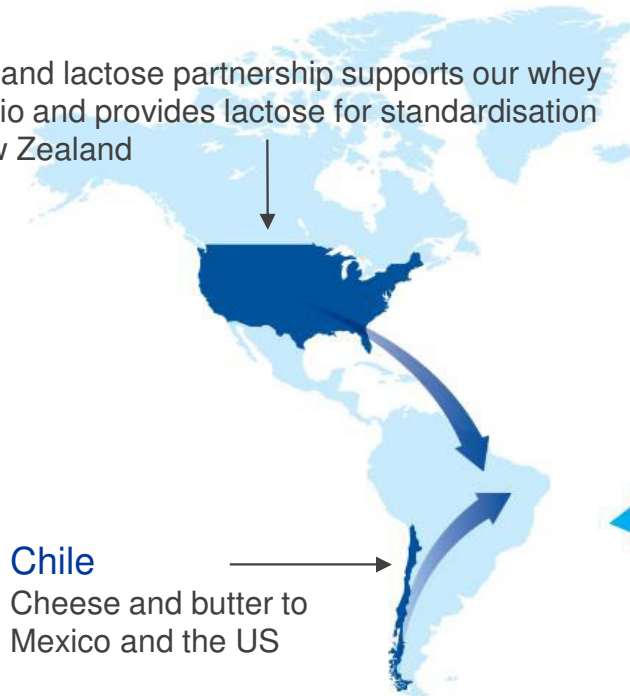 and lactose partnership supports our whey
io and provides lactose for standardisation
w Zealand
Chile
Cheese and butter to
Mexico and the US